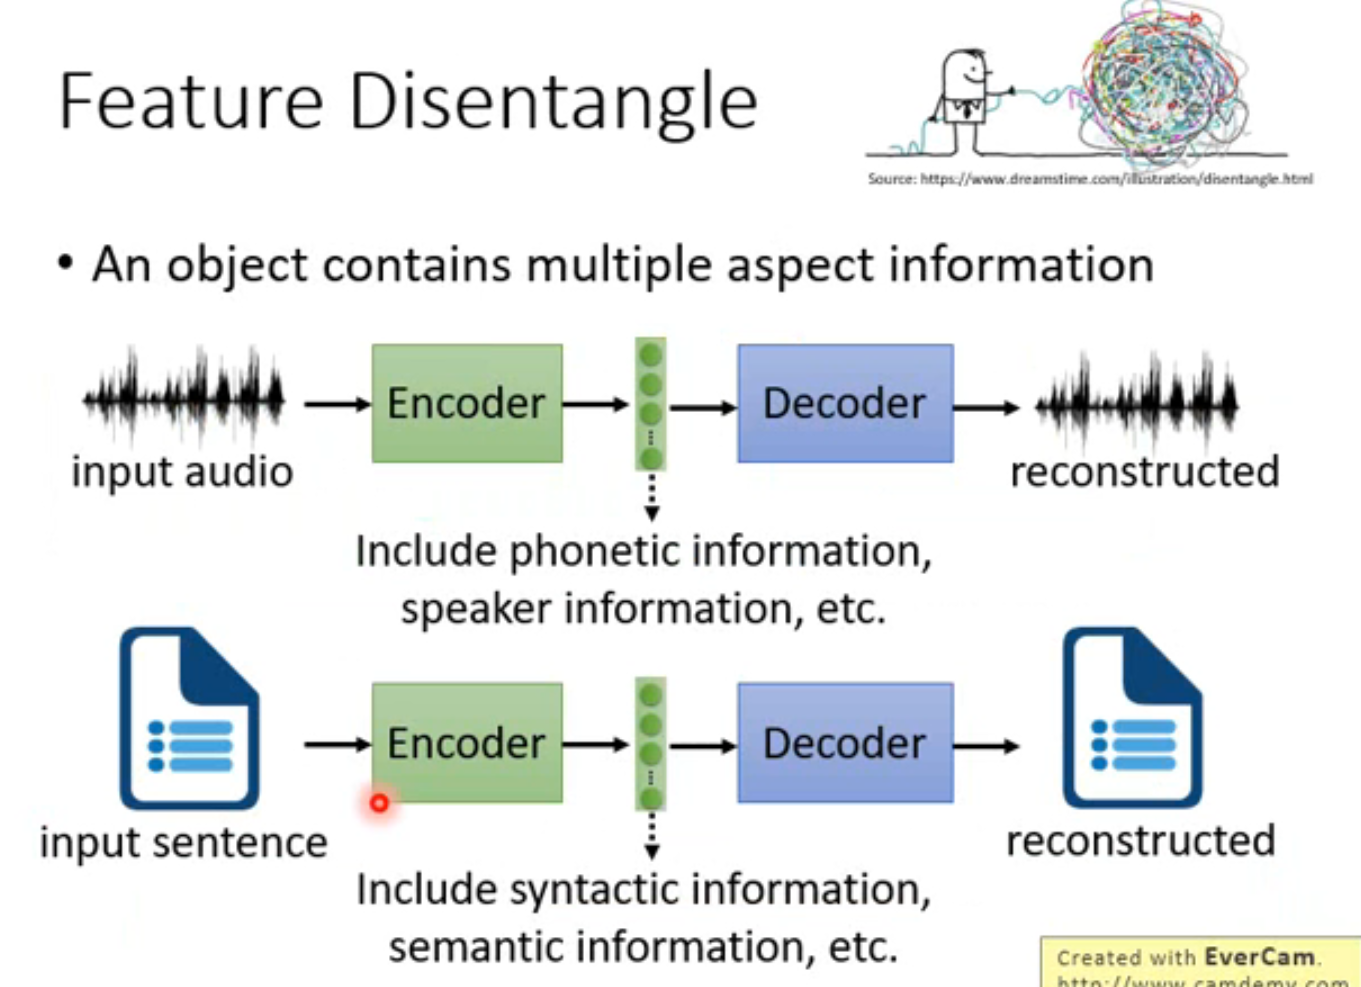 Feature Disentangle
Source: https://www.dreamstime.com/illustration/disentangle.html
• An object contains multiple aspect information
input audio
Encoder
Decoder
reconstructed
Include phonetic information,
speaker information, etc.
input sentence
Encoder
Decoder
reconstructed
Include syntactic information,
semantic information, etc.
Created with EverCam.
http://www.camdemy.com